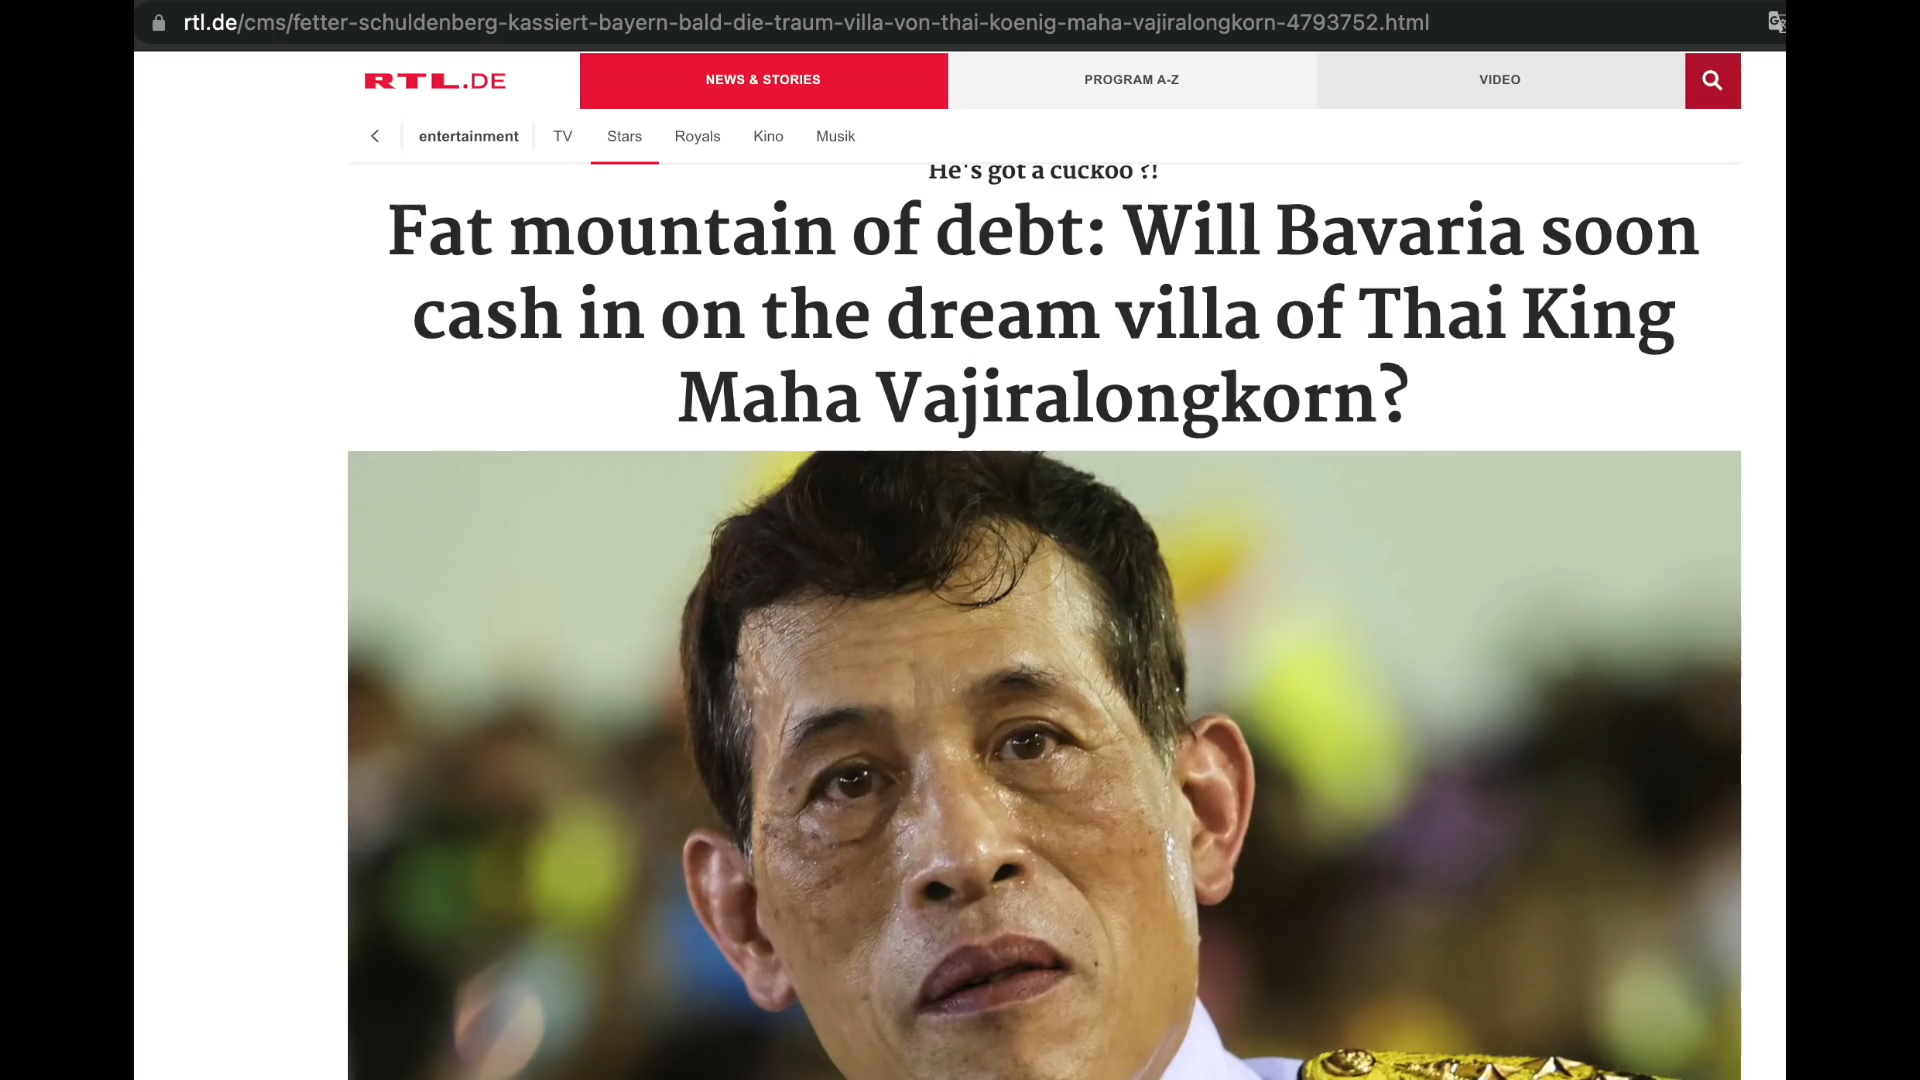 rtl.de/cms/fetter-schuldenberg-kassiert-bayern-bald-die-traum-villa-von-thai-koenig-maha-vajiralongkorn-4793752.html
RTL.DE NEWS & STORIES PROGRAM A-Z VIDEO
entertainment TV Stars Royals Kino Musik
He's got a cuckoo ?!
Fat mountain of debt: Will Bavaria soon
cash in on the dream villa of Thai King
Maha Vajiralongkorn?